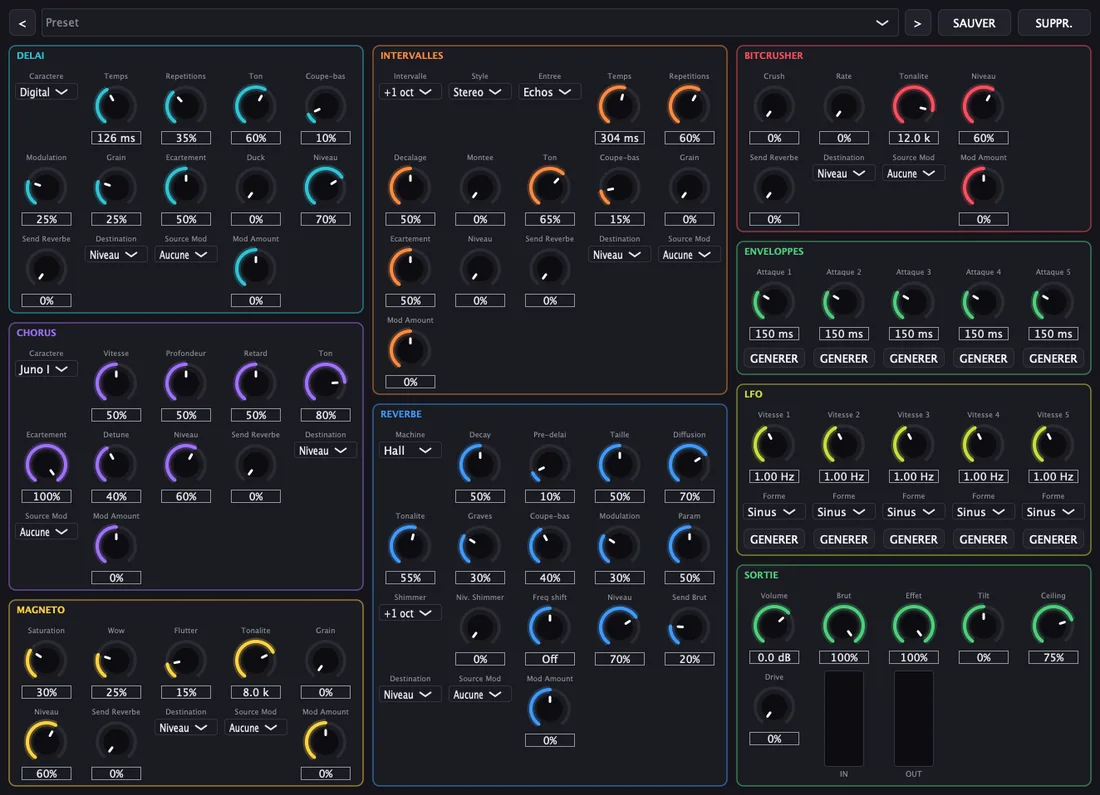 <
Preset
>
SAUVER
SUPPR.
DELAI
Caractere Temps Repetitions Ton Coupe-bas
Digital
126 ms 35% 60% 10%
Modulation Grain Ecartement Duck Niveau
25% 25% 50% 0% 70%
Send Reverbe Destination Source Mod Mod Amount
Niveau Aucune
0% 0%
CHORUS
Caractere Vitesse Profondeur Retard Ton
Juno I
50% 50% 50% 80%
Ecartement Detune Niveau Send Reverbe Destination
Niveau
100% 40% 60% 0%
Source Mod Mod Amount
Aucune
0%
MAGNETO
Saturation Wow Flutter Tonalite Grain
30% 25% 15% 8.0 k 0%
Niveau Send Reverbe Destination Source Mod Mod Amount
Niveau Aucune
60% 0% 0%
INTERVALLES
Intervalle Style Entree Temps Repetitions
+1 oct Stereo Echos
304 ms 60%
Decalage Montee Ton Coupe-bas Grain
50% 0% 65% 15% 0%
Ecartement Niveau Send Reverbe Destination Source Mod
Niveau Aucune
50% 0% 0%
Mod Amount
0%
REVERBE
Machine Decay Pre-delai Taille Diffusion
Hall
50% 10% 50% 70%
Tonalite Graves Coupe-bas Modulation Param
55% 30% 40% 30% 50%
Shimmer Niv. Shimmer Freq shift Niveau Send Brut
+1 oct
0% Off 70% 20%
Destination Source Mod Mod Amount
Niveau Aucune
0%
BITCRUSHER
Crush Rate Tonalite Niveau
0% 0% 12.0 k 60%
Send Reverbe Destination Source Mod Mod Amount
Niveau Aucune
0% 0%
ENVELOPPES
Attaque 1 Attaque 2 Attaque 3 Attaque 4 Attaque 5
150 ms 150 ms 150 ms 150 ms 150 ms
GENERER GENERER GENERER GENERER GENERER
LFO
Vitesse 1 Vitesse 2 Vitesse 3 Vitesse 4 Vitesse 5
1.00 Hz 1.00 Hz 1.00 Hz 1.00 Hz 1.00 Hz
Forme Forme Forme Forme Forme
Sinus Sinus Sinus Sinus Sinus
GENERER GENERER GENERER GENERER GENERER
SORTIE
Volume Brut Effet Tilt Ceiling
0.0 dB 100% 100% 0% 75%
Drive
0%
IN OUT